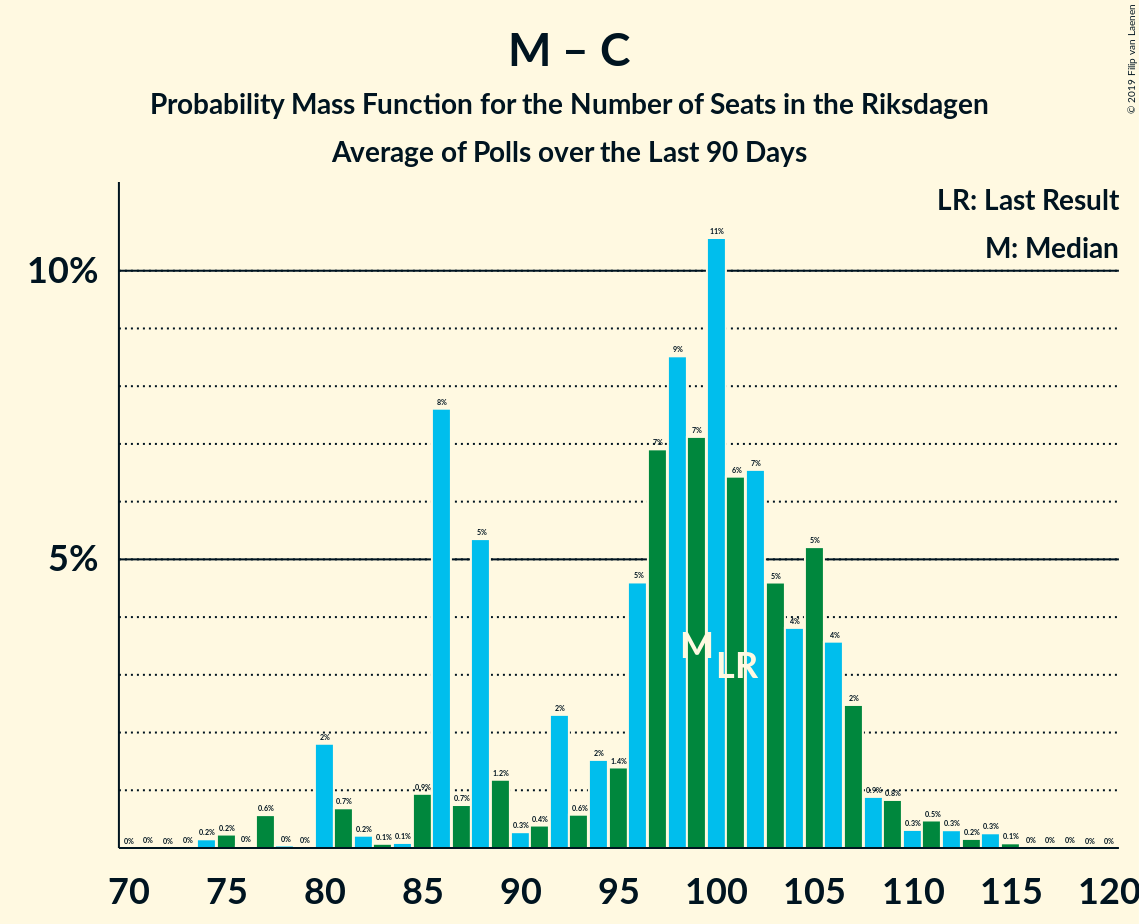 M – C
Probability Mass Function for the Number of Seats in the Riksdagen
Average of Polls over the Last 90 Days
© 2019 Filip van Laenen
LR: Last Result
M: Median
10%
5%
0% 0% 0% 0% 0.2% 0.2% 0% 0.6% 0% 0% 2% 0.7% 0.2% 0.1% 0.1% 0.9% 8% 0.7% 5% 1.2% 0.3% 0.4% 2% 0.6% 2% 1.4% 5% 7% 9% 7% 11% 6% 7% 5% 4% 5% 4% 2% 0.9% 0.8% 0.3% 0.5% 0.3% 0.2% 0.3% 0.1% 0% 0% 0% 0% 0%
M
LR
70 75 80 85 90 95 100 105 110 115 120